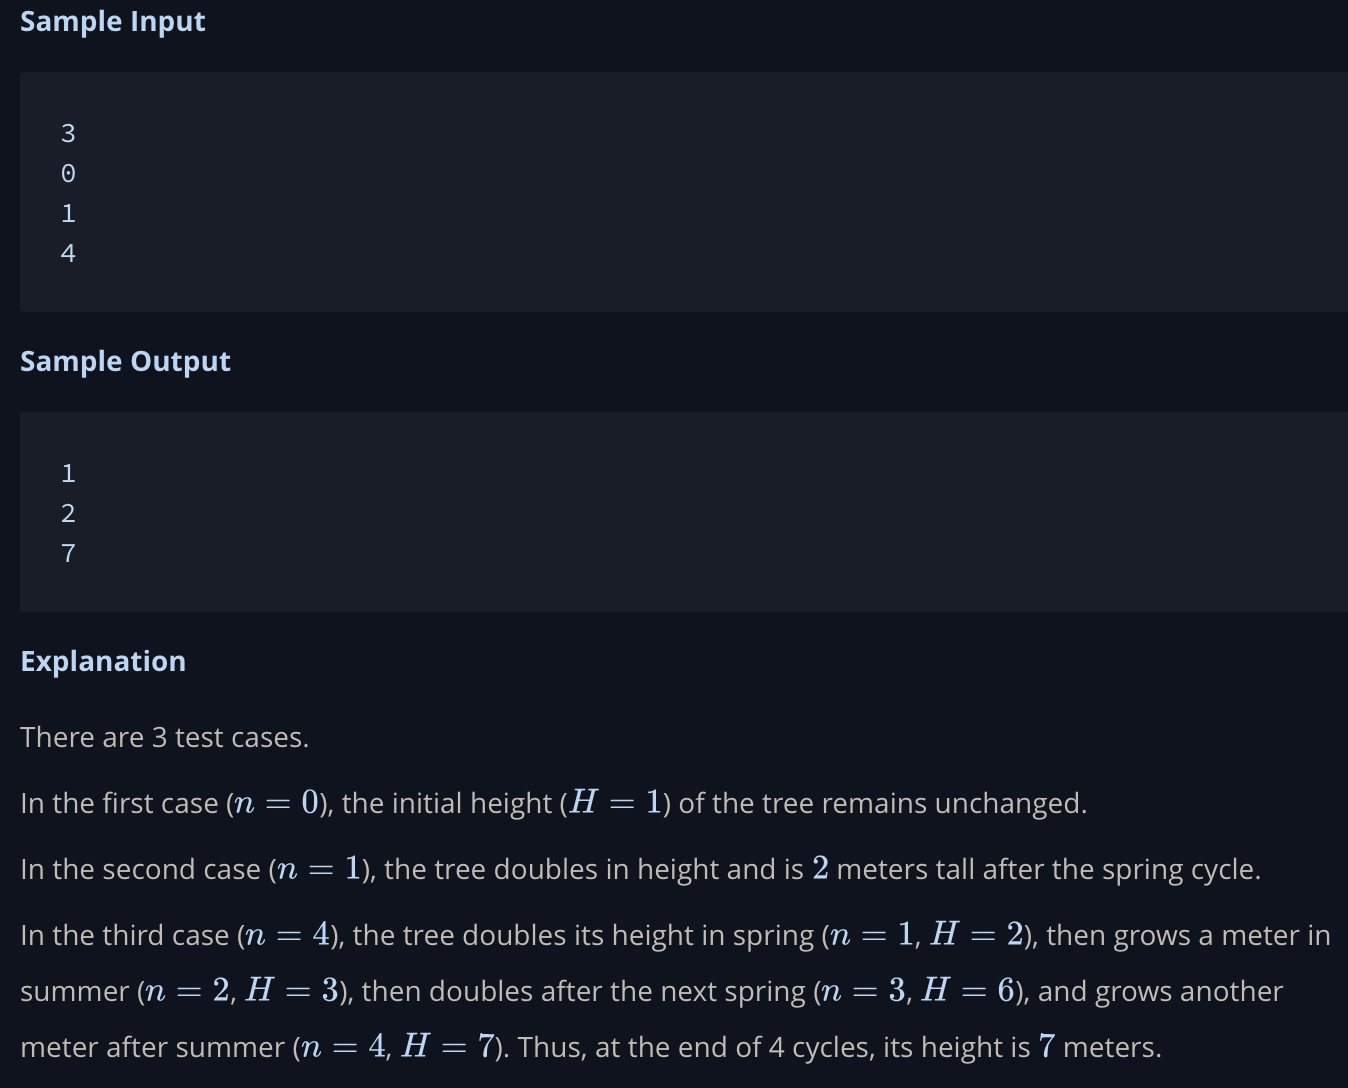 Sample Input
3
0
1
4
Sample Output
1
2
7
Explanation
There are 3 test cases.
In the first case (n = 0), the initial height (H = 1) of the tree remains unchanged.
In the second case (n = 1), the tree doubles in height and is 2 meters tall after the spring cycle.
In the third case (n = 4), the tree doubles its height in spring (n = 1, H = 2), then grows a meter in
summer (n = 2, H = 3), then doubles after the next spring (n = 3, H = 6), and grows another
meter after summer (n = 4, H = 7). Thus, at the end of 4 cycles, its height is 7 meters.